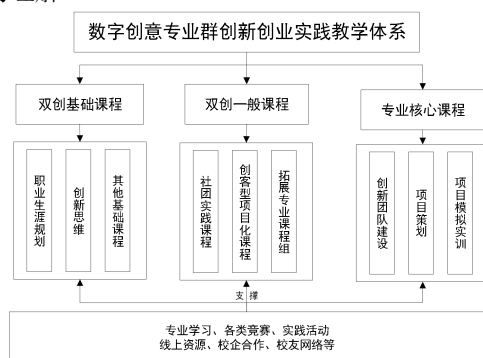 数字创意专业群创新创业实践教学体系
双创基础课程
双创一般课程
专业核心课程
职业生涯规划
创新思维
其他基础课程
社团实践课程
创客型项目化课程
拓展专业课程组
创新团队建设
项目策划
项目模拟实训
支撑
专业学习、各类竞赛、实践活动
线上资源、校企合作、校友网络等